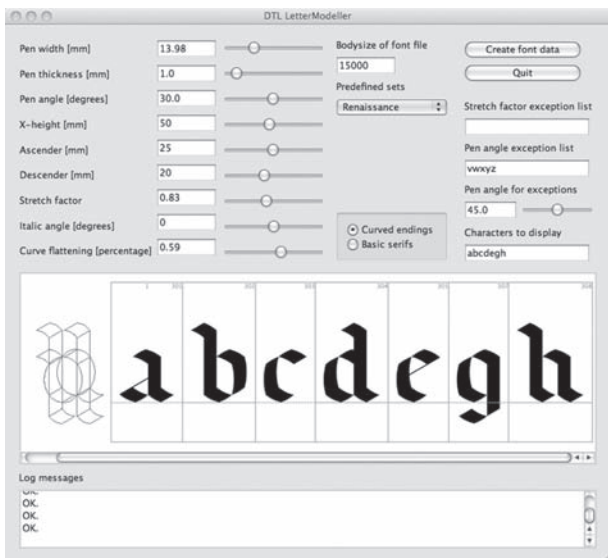 DTL LetterModeller
Pen width [mm] 13.98
Pen thickness [mm] 1.0
Pen angle [degrees] 30.0
X-height [mm] 50
Ascender [mm] 25
Descender [mm] 20
Stretch factor 0.83
Italic angle [degrees] 0
Curve flattening [percentage] 0.59
Bodysize of font file
15000
Predefined sets
Renaissance
Curved endings
Basic serifs
Create font data
Quit
Stretch factor exception list
Pen angle exception list
vwxyz
Pen angle for exceptions
45.0
Characters to display
abcdegh
a b c d e g h
Log messages
OK.
OK.
OK.
OK.